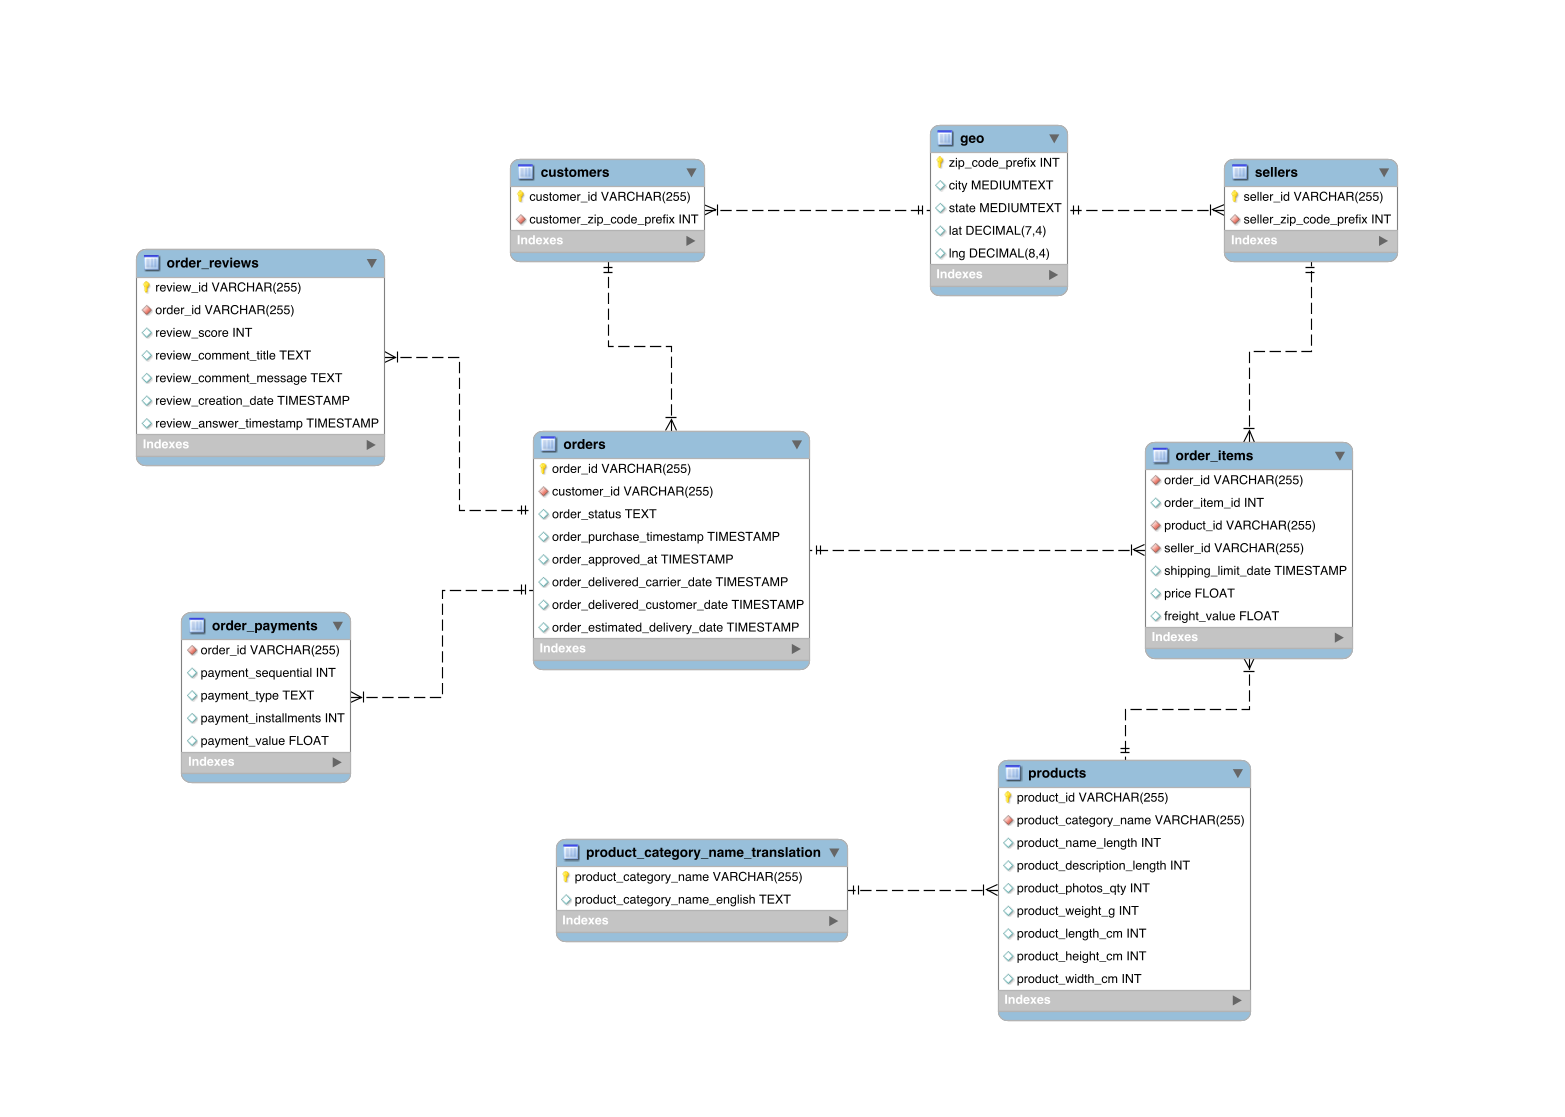 geo
zip_code_prefix INT
city MEDIUMTEXT
state MEDIUMTEXT
lat DECIMAL(7,4)
lng DECIMAL(8,4)
Indexes
customers
customer_id VARCHAR(255)
customer_zip_code_prefix INT
Indexes
sellers
seller_id VARCHAR(255)
seller_zip_code_prefix INT
Indexes
order_reviews
review_id VARCHAR(255)
order_id VARCHAR(255)
review_score INT
review_comment_title TEXT
review_comment_message TEXT
review_creation_date TIMESTAMP
review_answer_timestamp TIMESTAMP
Indexes
orders
order_id VARCHAR(255)
customer_id VARCHAR(255)
order_status TEXT
order_purchase_timestamp TIMESTAMP
order_approved_at TIMESTAMP
order_delivered_carrier_date TIMESTAMP
order_delivered_customer_date TIMESTAMP
order_estimated_delivery_date TIMESTAMP
Indexes
order_items
order_id VARCHAR(255)
order_item_id INT
product_id VARCHAR(255)
seller_id VARCHAR(255)
shipping_limit_date TIMESTAMP
price FLOAT
freight_value FLOAT
Indexes
order_payments
order_id VARCHAR(255)
payment_sequential INT
payment_type TEXT
payment_installments INT
payment_value FLOAT
Indexes
products
product_id VARCHAR(255)
product_category_name VARCHAR(255)
product_name_length INT
product_description_length INT
product_photos_qty INT
product_weight_g INT
product_length_cm INT
product_height_cm INT
product_width_cm INT
Indexes
product_category_name_translation
product_category_name VARCHAR(255)
product_category_name_english TEXT
Indexes